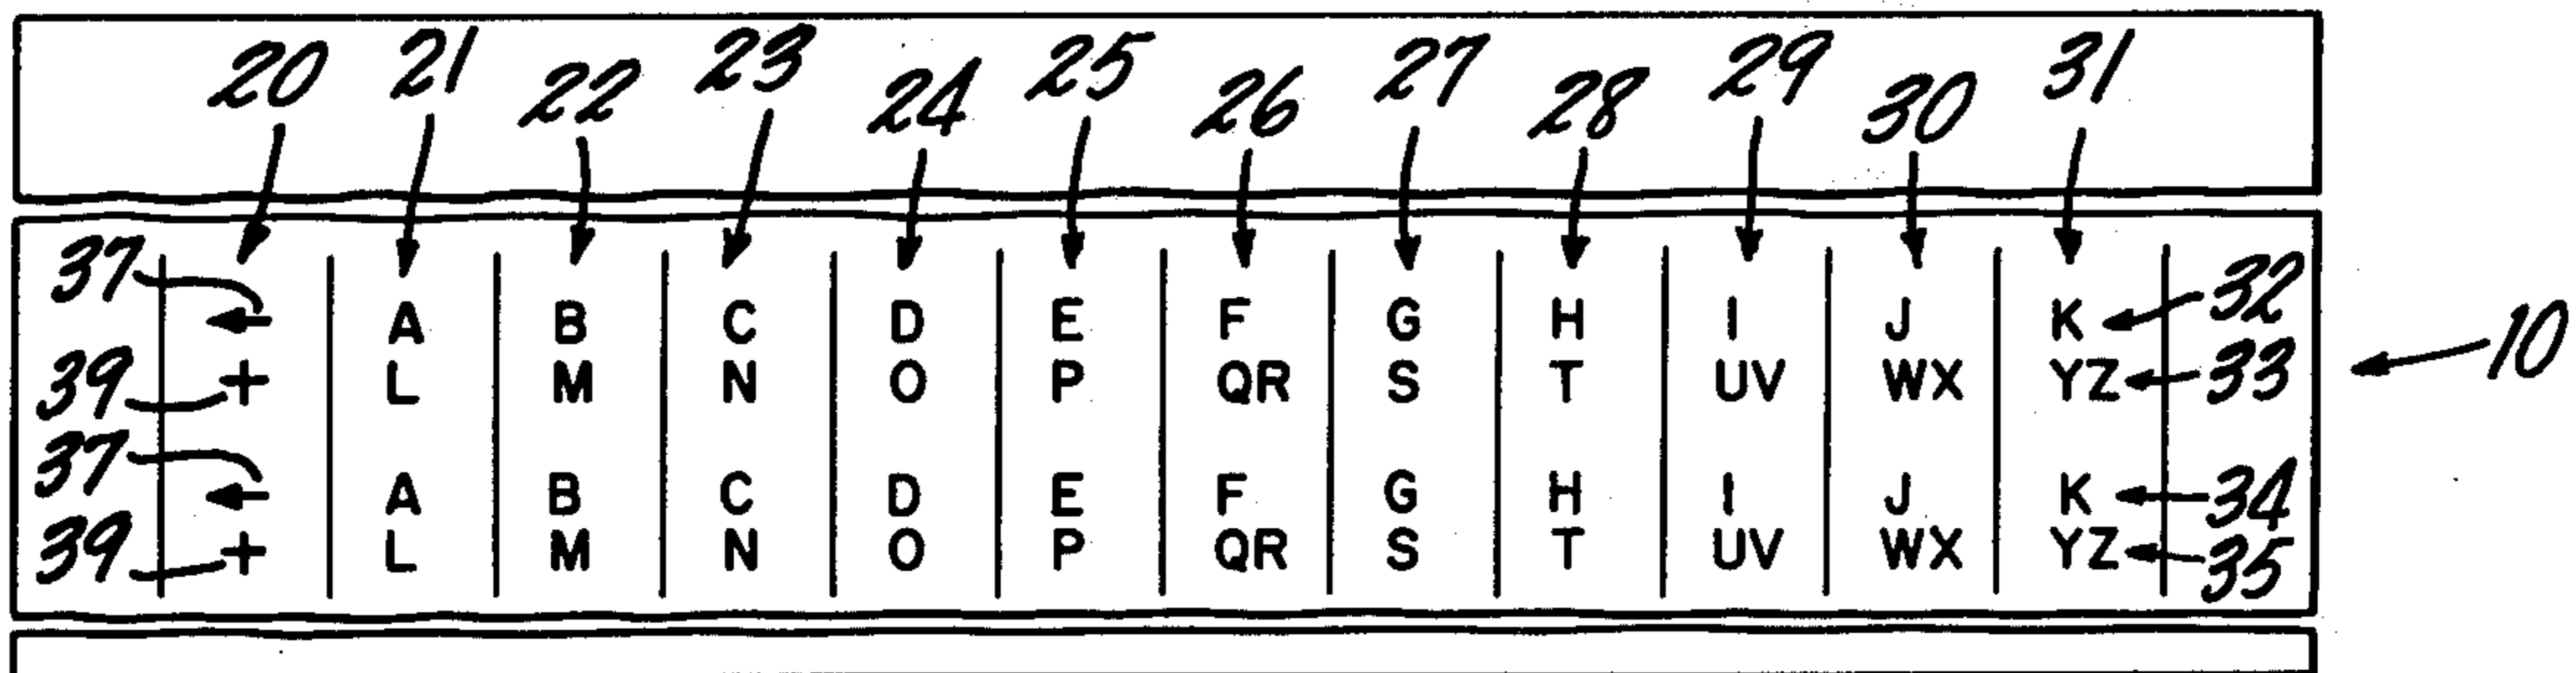 20 21 22 23 24 25 26 27 28 29 30 31
37 ← A B C D E F G H I J K 32
39 + L M N O P QR S T UV WX YZ 33 10
37 ← A B C D E F G H I J K 34
39 + L M N O P QR S T UV WX YZ 35